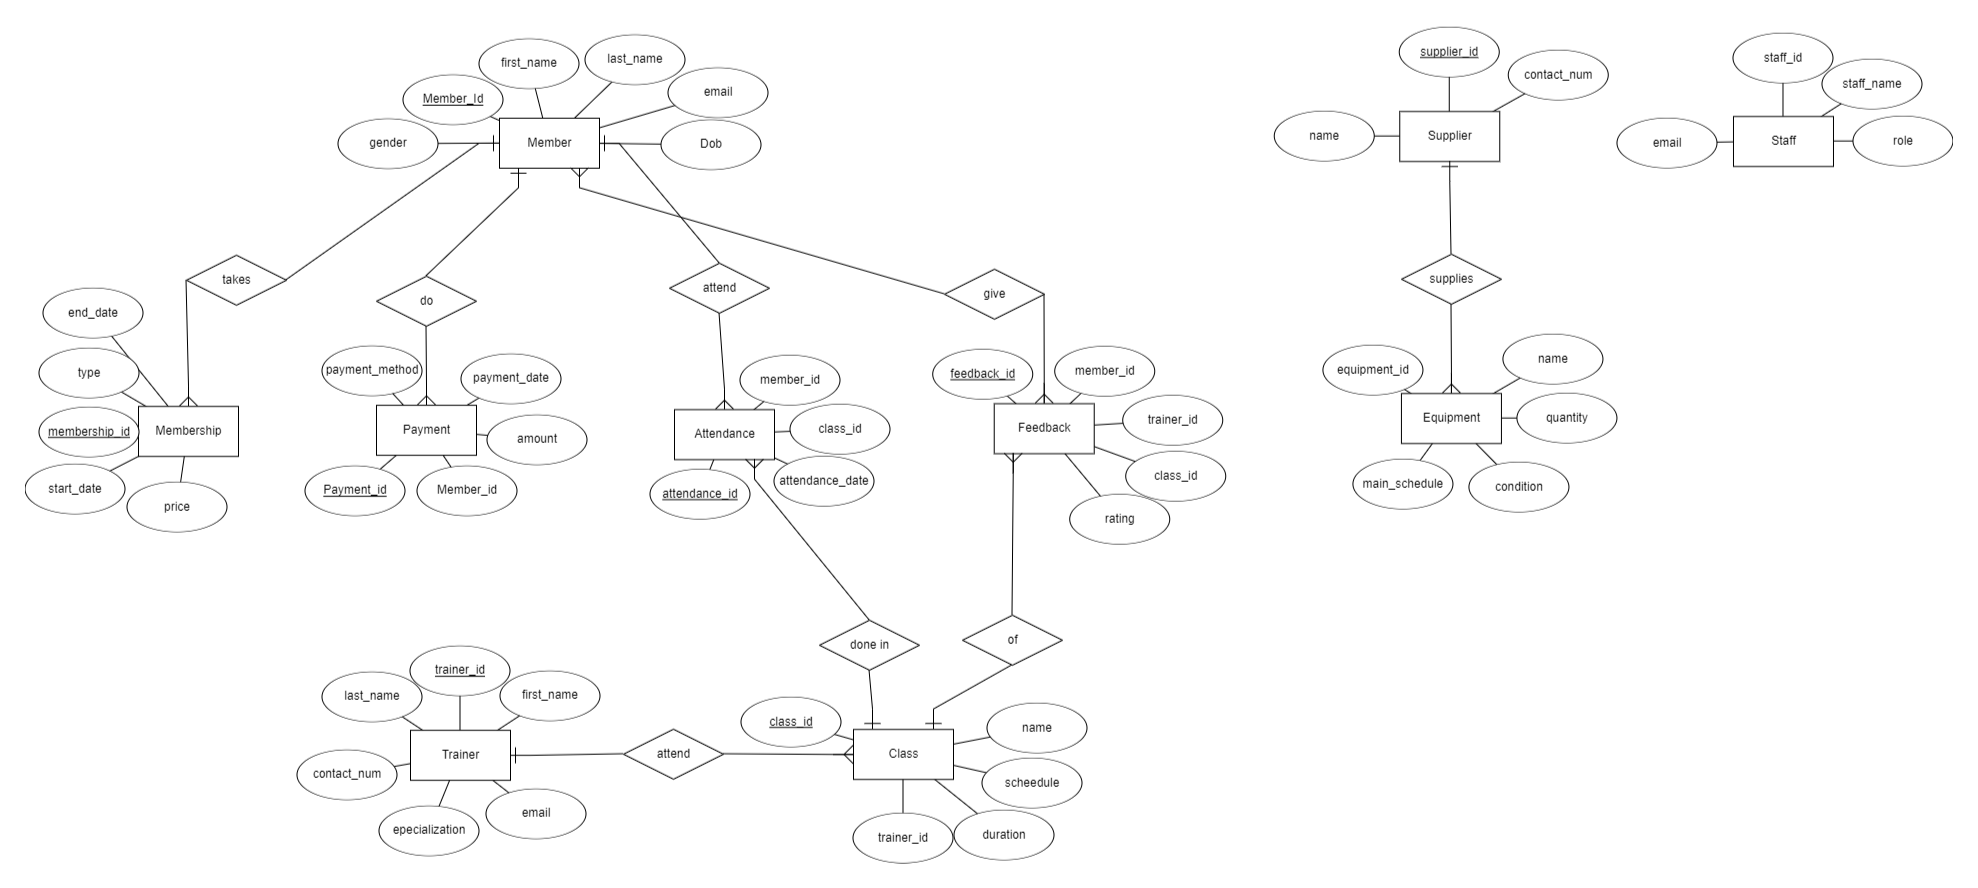 supplier_id
staff_id
first_name
last_name
contact_num
staff_name
Member_Id
email
gender
Member
Dob
name
Supplier
email
Staff
role
takes
do
attend
give
supplies
end_date
type
payment_method
payment_date
member_id
feedback_id
member_id
equipment_id
name
membership_id
Membership
Payment
amount
Attendance
class_id
Feedback
trainer_id
Equipment
quantity
start_date
price
Payment_id
Member_id
attendance_id
attendance_date
class_id
rating
main_schedule
condition
done in
of
trainer_id
last_name
first_name
class_id
name
Trainer
attend
Class
contact_num
scheedule
epecialization
email
trainer_id
duration